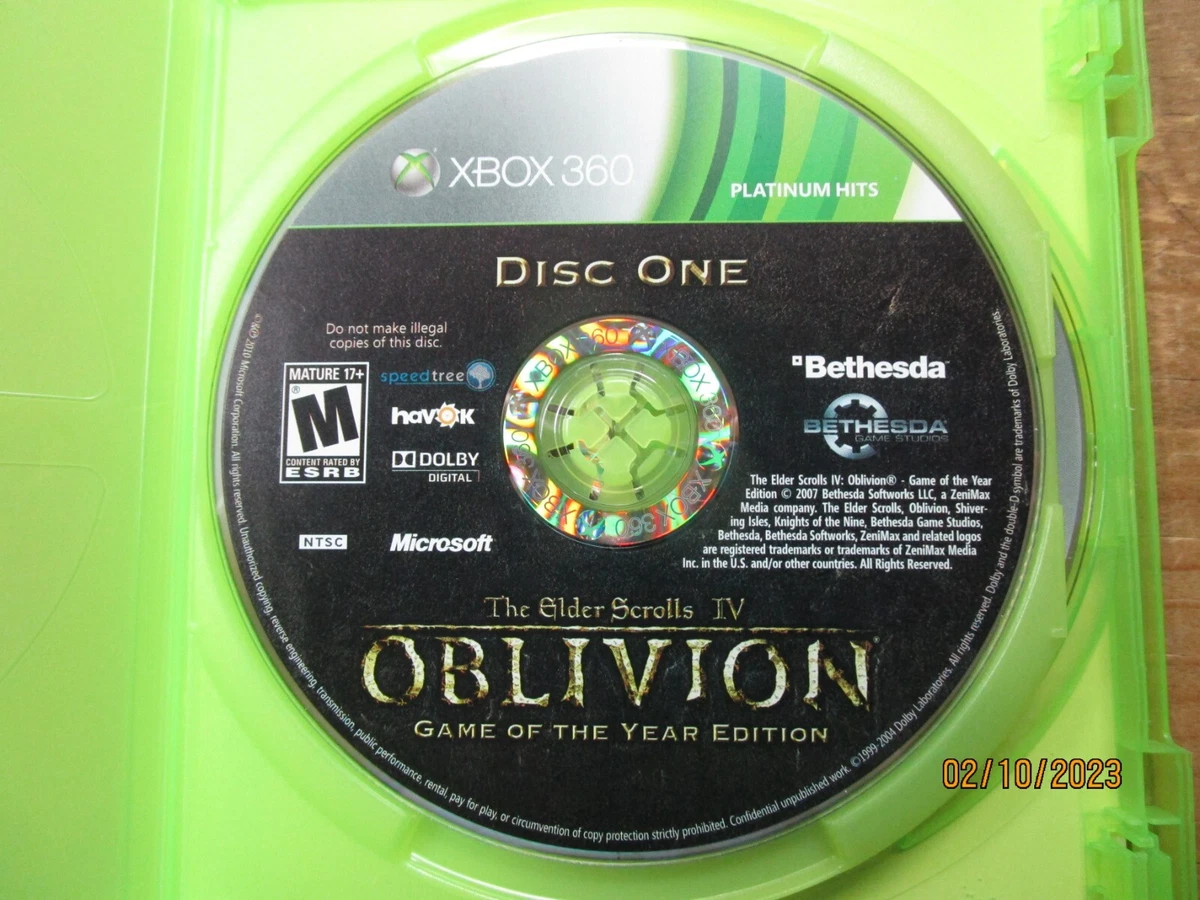 XBOX 360
PLATINUM HITS
DISC ONE
Do not make illegal
copies of this disc.
MATURE 17+
M
®
CONTENT RATED BY
ESRB
speedtree
havok
DOLBY
DIGITAL
NTSC
Microsoft
Bethesda
BETHESDA
GAME STUDIOS
The Elder Scrolls IV: Oblivion® - Game of the Year
Edition © 2007 Bethesda Softworks LLC, a ZeniMax
Media company. The Elder Scrolls, Oblivion, Shiver-
ing Isles, Knights of the Nine, Bethesda Game Studios,
Bethesda, Bethesda Softworks, ZeniMax and related logos
are registered trademarks or trademarks of ZeniMax Media
Inc. in the U.S. and/or other countries. All Rights Reserved.
The Elder Scrolls IV
OBLIVION
GAME OF THE YEAR EDITION
2010 Microsoft Corporation. All rights reserved. Unauthorized copying, reverse engineering, transmission, public performance, rental, pay for play, or circumvention of copy protection strictly prohibited. Confidential unpublished work. ©1999-2004 Dolby Laboratories. All rights reserved. Dolby and the double-D symbol are trademarks of Dolby Laboratories.
XBOX 360
02/10/2023